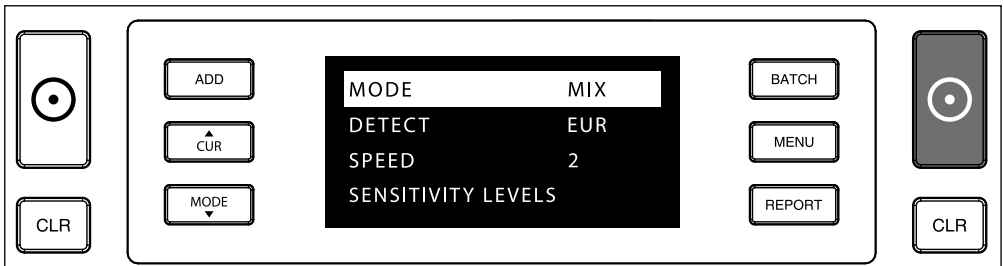 ADD
CUR
MODE
CLR
MODE MIX
DETECT EUR
SPEED 2
SENSITIVITY LEVELS
BATCH
MENU
REPORT
CLR